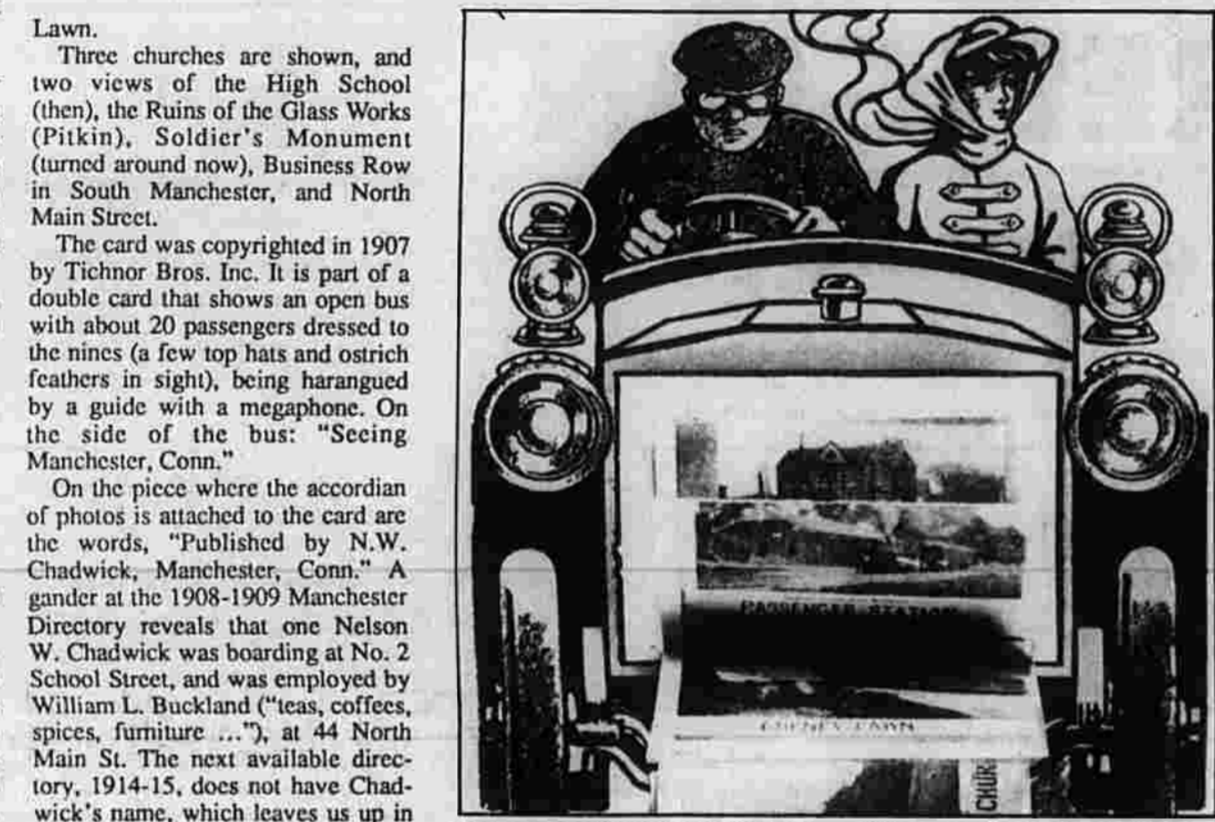 Lawn.
Three churches are shown, and
two views of the High School
(then), the Ruins of the Glass Works
(Pitkin), Soldier's Monument
(turned around now), Business Row
in South Manchester, and North
Main Street.
The card was copyrighted in 1907
by Tichnor Bros. Inc. It is part of a
double card that shows an open bus
with about 20 passengers dressed to
the nines (a few top hats and ostrich
feathers in sight), being harangued
by a guide with a megaphone. On
the side of the bus: "Seeing
Manchester, Conn."
On the piece where the accordian
of photos is attached to the card are
the words, "Published by N.W.
Chadwick, Manchester, Conn." A
gander at the 1908-1909 Manchester
Directory reveals that one Nelson
W. Chadwick was boarding at No. 2
School Street, and was employed by
William L. Buckland ("teas, coffees,
spices, furniture ..."), at 44 North
Main St. The next available direc-
tory, 1914-15, does not have Chad-
wick's name, which leaves us up in
PASSENGER STATION
CHENEY LAWN
CHUR